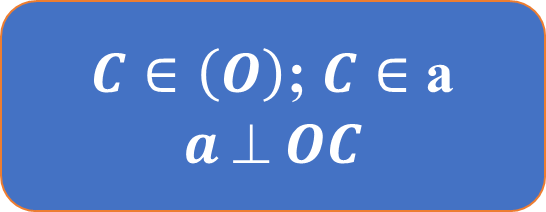 C ∈ (O); C ∈ a
a ⊥ OC